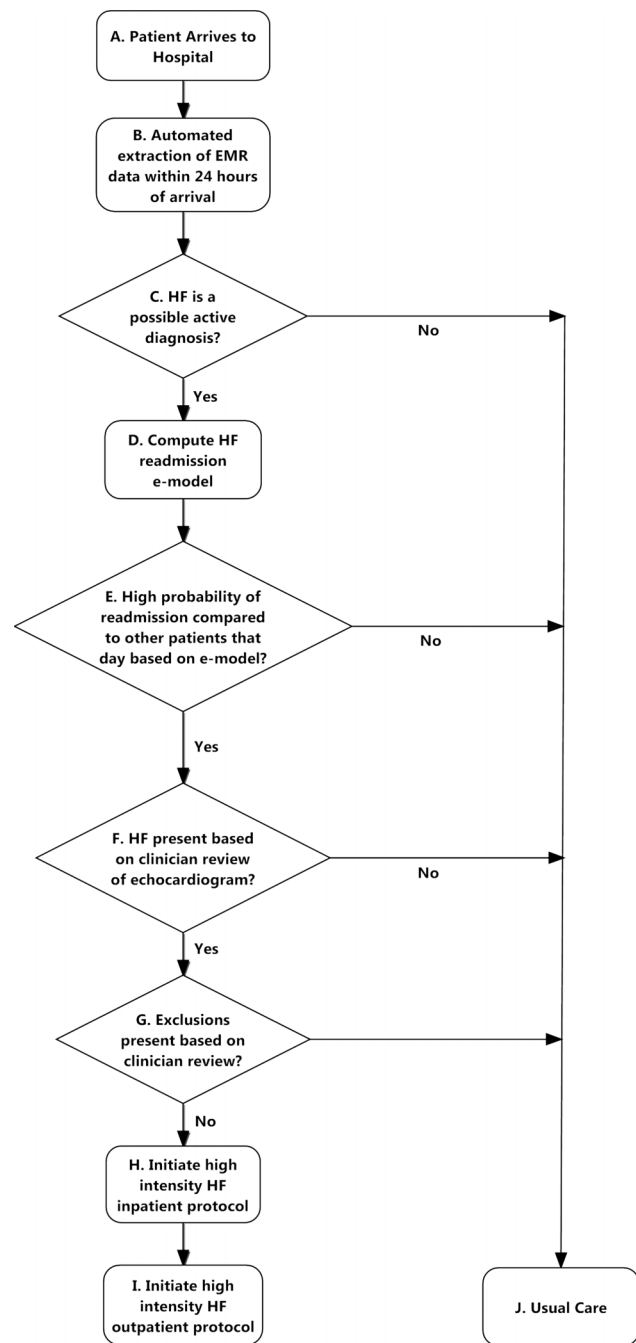 A. Patient Arrives to
Hospital
B. Automated
extraction of EMR
data within 24 hours
of arrival
C. HF is a
possible active
diagnosis?
No
Yes
D. Compute HF
readmission
e-model
E. High probability of
readmission compared
to other patients that
day based on e-model?
No
Yes
F. HF present based
on clinician review
of echocardiogram?
No
Yes
G. Exclusions
present based on
clinician review?
No
H. Initiate high
intensity HF
inpatient protocol
I. Initiate high
intensity HF
outpatient protocol
J. Usual Care